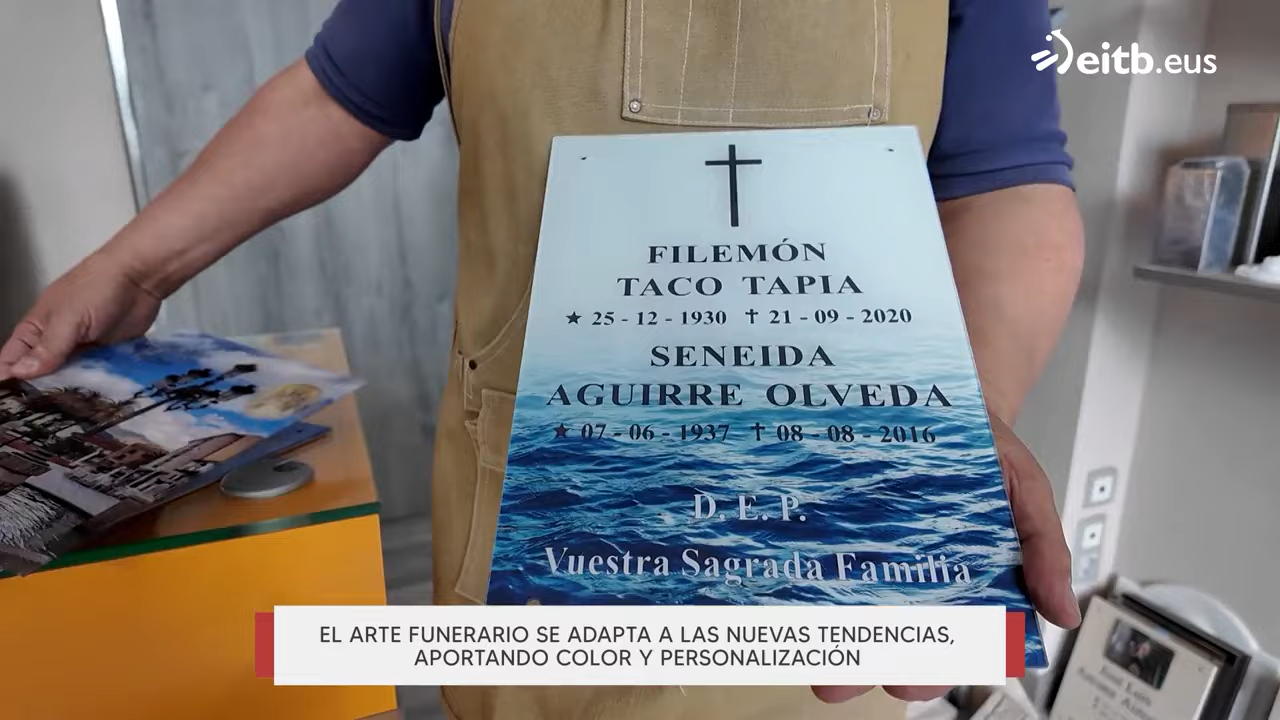 eitb.eus
FILEMÓN
TACO TAPIA
★ 25 - 12 - 1930 ✝ 21 - 09 - 2020
SENEIDA
AGUIRRE OLVEDA
★ 07 - 06 - 1937 ✝ 08 - 08 - 2016
D. E. P.
Vuestra Sagrada Familia
EL ARTE FUNERARIO SE ADAPTA A LAS NUEVAS TENDENCIAS,
APORTANDO COLOR Y PERSONALIZACIÓN